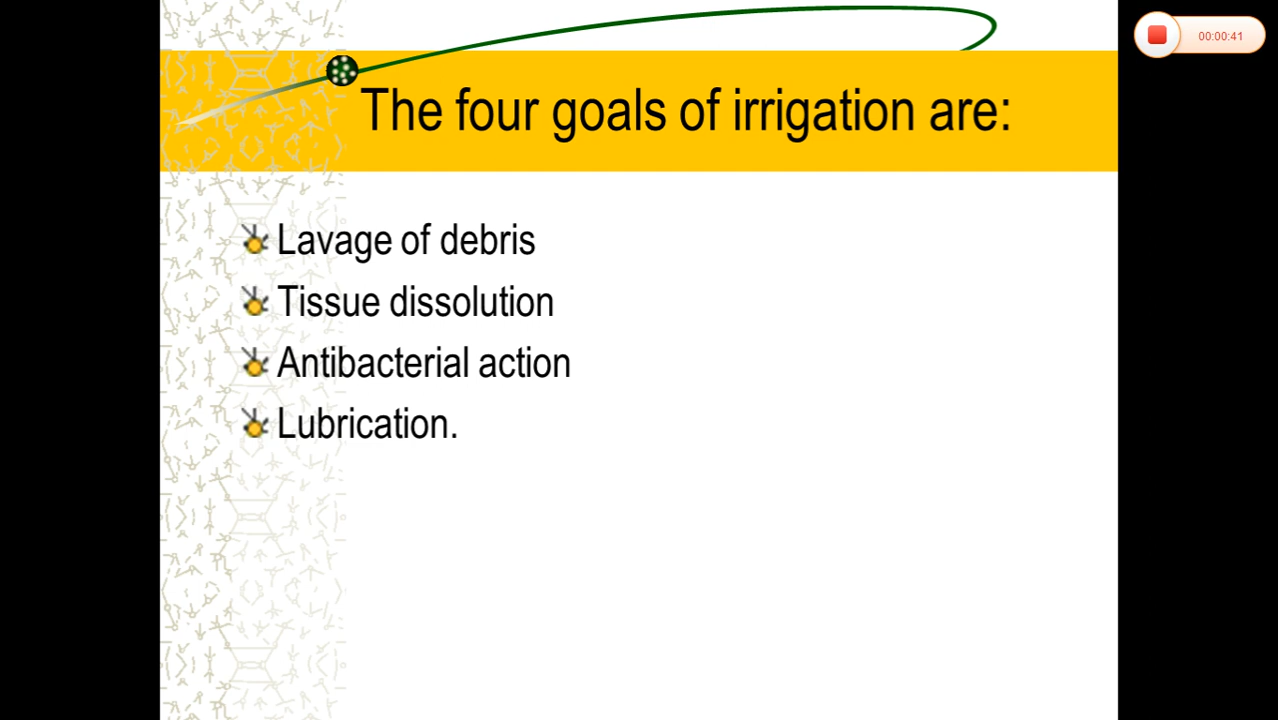 The four goals of irrigation are:
00:00:41
Lavage of debris
Tissue dissolution
Antibacterial action
Lubrication.